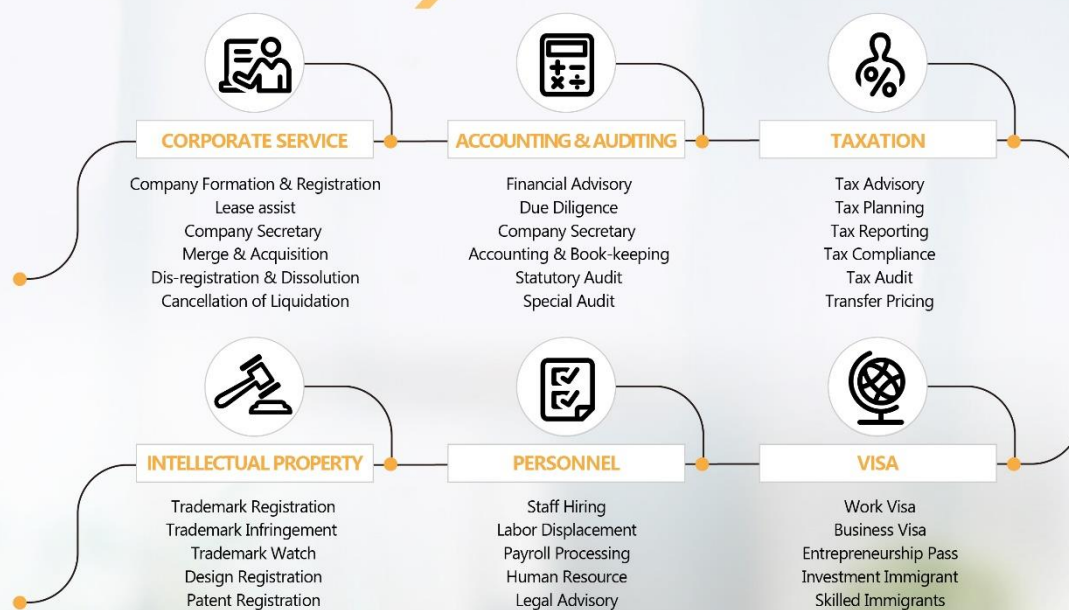 CORPORATE SERVICE
Company Formation & Registration
Lease assist
Company Secretary
Merge & Acquisition
Dis-registration & Dissolution
Cancellation of Liquidation
ACCOUNTING & AUDITING
Financial Advisory
Due Diligence
Company Secretary
Accounting & Book-keeping
Statutory Audit
Special Audit
TAXATION
Tax Advisory
Tax Planning
Tax Reporting
Tax Compliance
Tax Audit
Transfer Pricing
INTELLECTUAL PROPERTY
Trademark Registration
Trademark Infringement
Trademark Watch
Design Registration
Patent Registration
PERSONNEL
Staff Hiring
Labor Displacement
Payroll Processing
Human Resource
Legal Advisory
VISA
Work Visa
Business Visa
Entrepreneurship Pass
Investment Immigrant
Skilled Immigrants